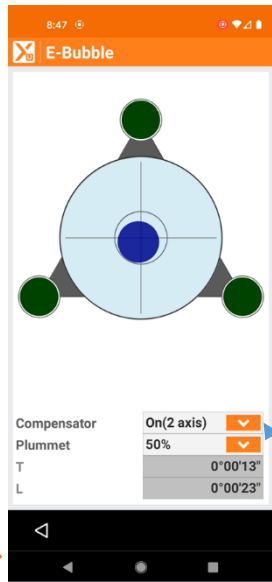 8:47
E-Bubble
Compensator On(2 axis)
Plummet 50%
T 0°00'13"
L 0°00'23"